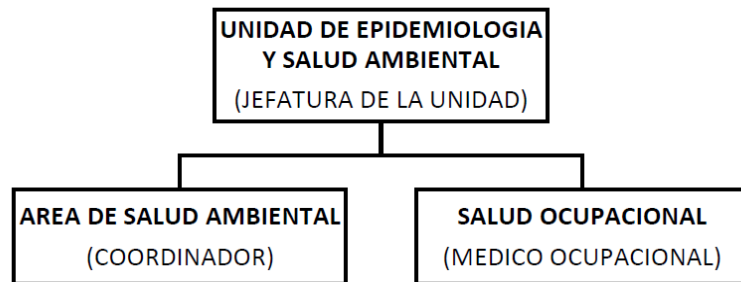 UNIDAD DE EPIDEMIOLOGIA
Y SALUD AMBIENTAL
(JEFATURA DE LA UNIDAD)
AREA DE SALUD AMBIENTAL
(COORDINADOR)
SALUD OCUPACIONAL
(MEDICO OCUPACIONAL)